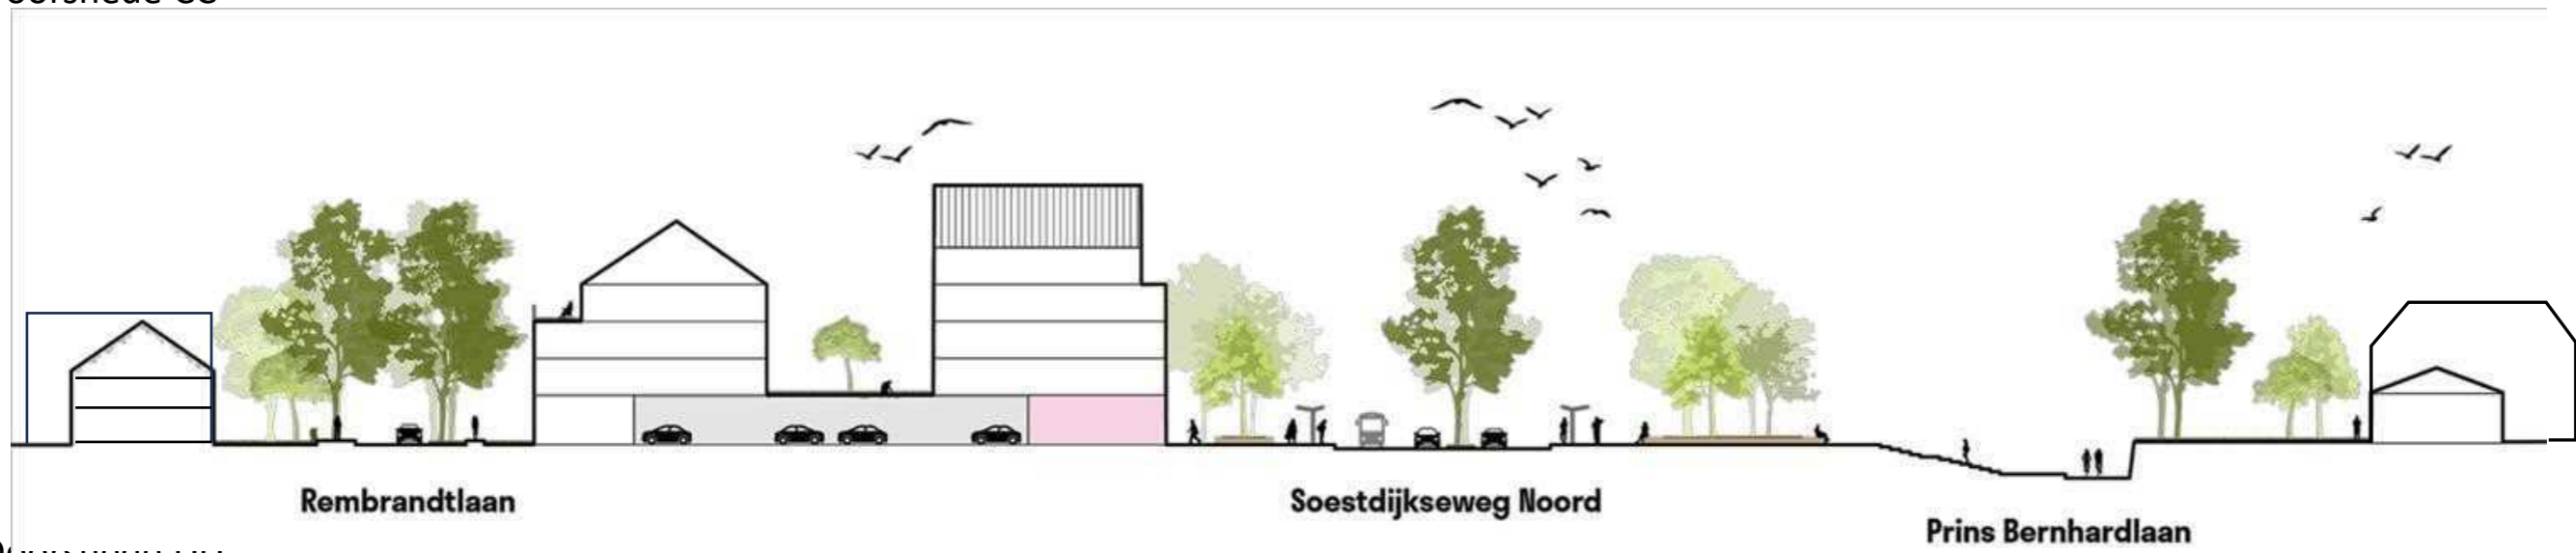 Rembrandtlaan
Soestdijkseweg Noord
Prins Bernhardlaan